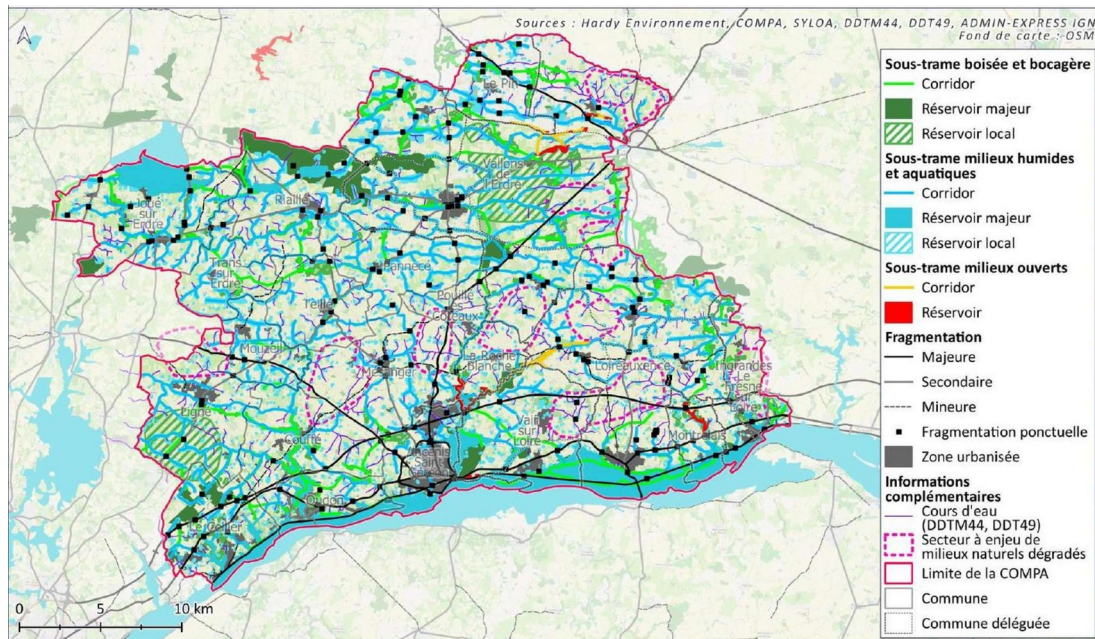 Sources : Hardy Environnement, COMPA, SYLOA, DDTM44, DDT49, ADMIN-EXPRESS IGN
Fond de carte : OSM
Sous-trame boisée et bocagère
Corridor
Réservoir majeur
Réservoir local
Sous-trame milieux humides
et aquatiques
Corridor
Réservoir majeur
Réservoir local
Sous-trame milieux ouverts
Corridor
Réservoir
Fragmentation
Majeure
Secondaire
Mineure
Fragmentation ponctuelle
Zone urbanisée
Informations
complémentaires
Cours d'eau
(DDTM44, DDT49)
Secteur à enjeu de
milieux naturels dégradés
Limite de la COMPA
Commune
Commune déléguée
Le Pin
Vallons
de
l'Erdre
Joué
sur
Erdre
Riaillé
Trans
sur
Erdre
Pannecé
Teillé
Pouillé
les
Côteaux
Mouzeil
Mésanger
La Roche
Blanche
Loireauxence
Ingrandes
Le
Fresne
sur
Loire
Ligné
Couffé
Vair
sur
Loire
Montrelais
Ancenis
Saint
Oudon
Le Cellier
0 5 10 km